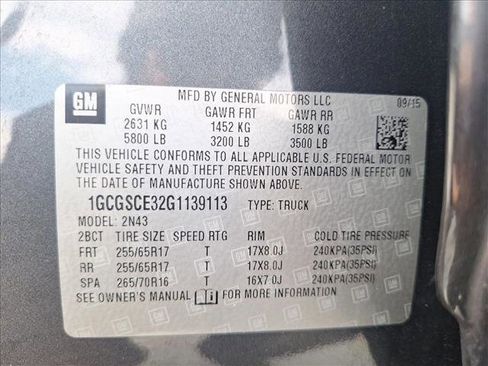 GM
MFD BY GENERAL MOTORS LLC 09/15
GVWR GAWR FRT GAWR RR
2631 KG 1452 KG 1588 KG
5800 LB 3200 LB 3500 LB
THIS VEHICLE CONFORMS TO ALL APPLICABLE U.S. FEDERAL MOTOR
VEHICLE SAFETY AND THEFT PREVENTION STANDARDS IN EFFECT ON
THE DATE OF MANUFACTURE SHOWN ABOVE.
1GCGSCE32G1139113 TYPE: TRUCK
MODEL: 2N43
2BCT TIRE SIZE SPEED RTG RIM COLD TIRE PRESSURE
FRT 255/65R17 T 17X8.0J 240KPA(35PSI)
RR 255/65R17 T 17X8.0J 240KPA(35PSI)
SPA 265/70R16 T 16X7.0J 240KPA(35PSI)
SEE OWNER'S MANUAL FOR MORE INFORMATION.